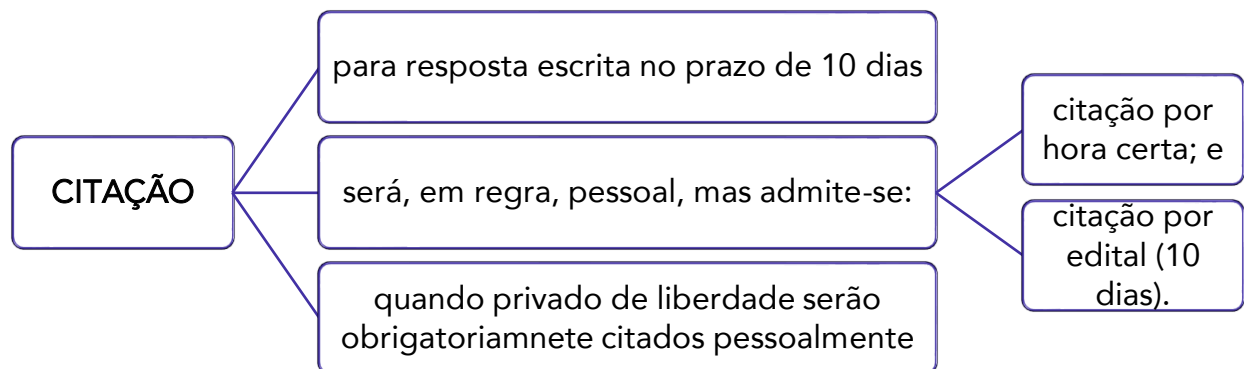 CITAÇÃO
para resposta escrita no prazo de 10 dias
será, em regra, pessoal, mas admite-se:
citação por
hora certa; e
citação por
edital (10
dias).
quando privado de liberdade serão
obrigatoriamnete citados pessoalmente